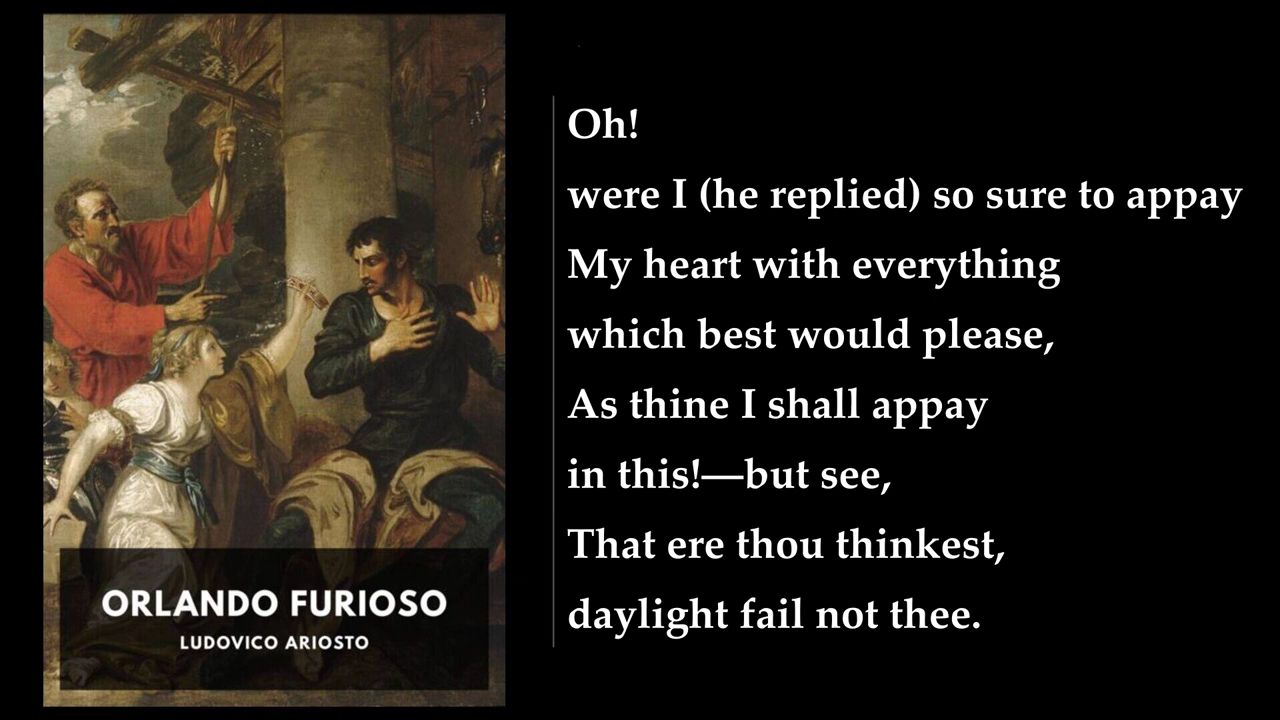 ORLANDO FURIOSO
LUDOVICO ARIOSTO
Oh!
were I (he replied) so sure to appay
My heart with everything
which best would please,
As thine I shall appay
in this!—but see,
That ere thou thinkest,
daylight fail not thee.